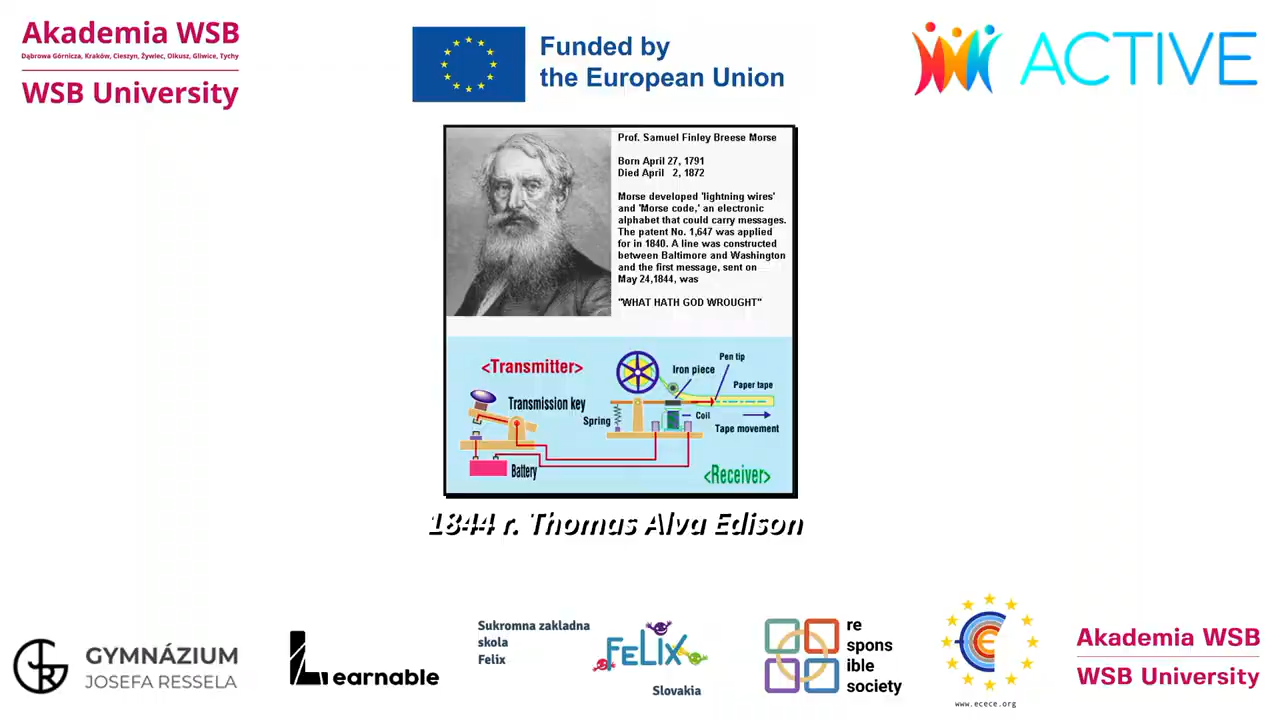 Akademia WSB
Dąbrowa Górnicza, Kraków, Cieszyn, Żywiec, Olkusz, Gliwice, Tychy
WSB University
Funded by
the European Union
ACTIVE
Prof. Samuel Finley Breese Morse
Born April 27, 1791
Died April 2, 1872
Morse developed 'lightning wires'
and 'Morse code,' an electronic
alphabet that could carry messages.
The patent No. 1,647 was applied
for in 1840. A line was constructed
between Baltimore and Washington
and the first message, sent on
May 24,1844, was
"WHAT HATH GOD WROUGHT"
<Transmitter>
Transmission key
Battery
Spring
Iron piece
Pen tip
Paper tape
Coil
Tape movement
<Receiver>
1844 r. Thomas Alva Edison
GYMNÁZIUM
JOSEFA RESSELA
Learnable
Sukromna zakladna
skola
Felix
FELIX
Slovakia
re
spons
ible
society
www.ecece.org
Akademia WSB
WSB University